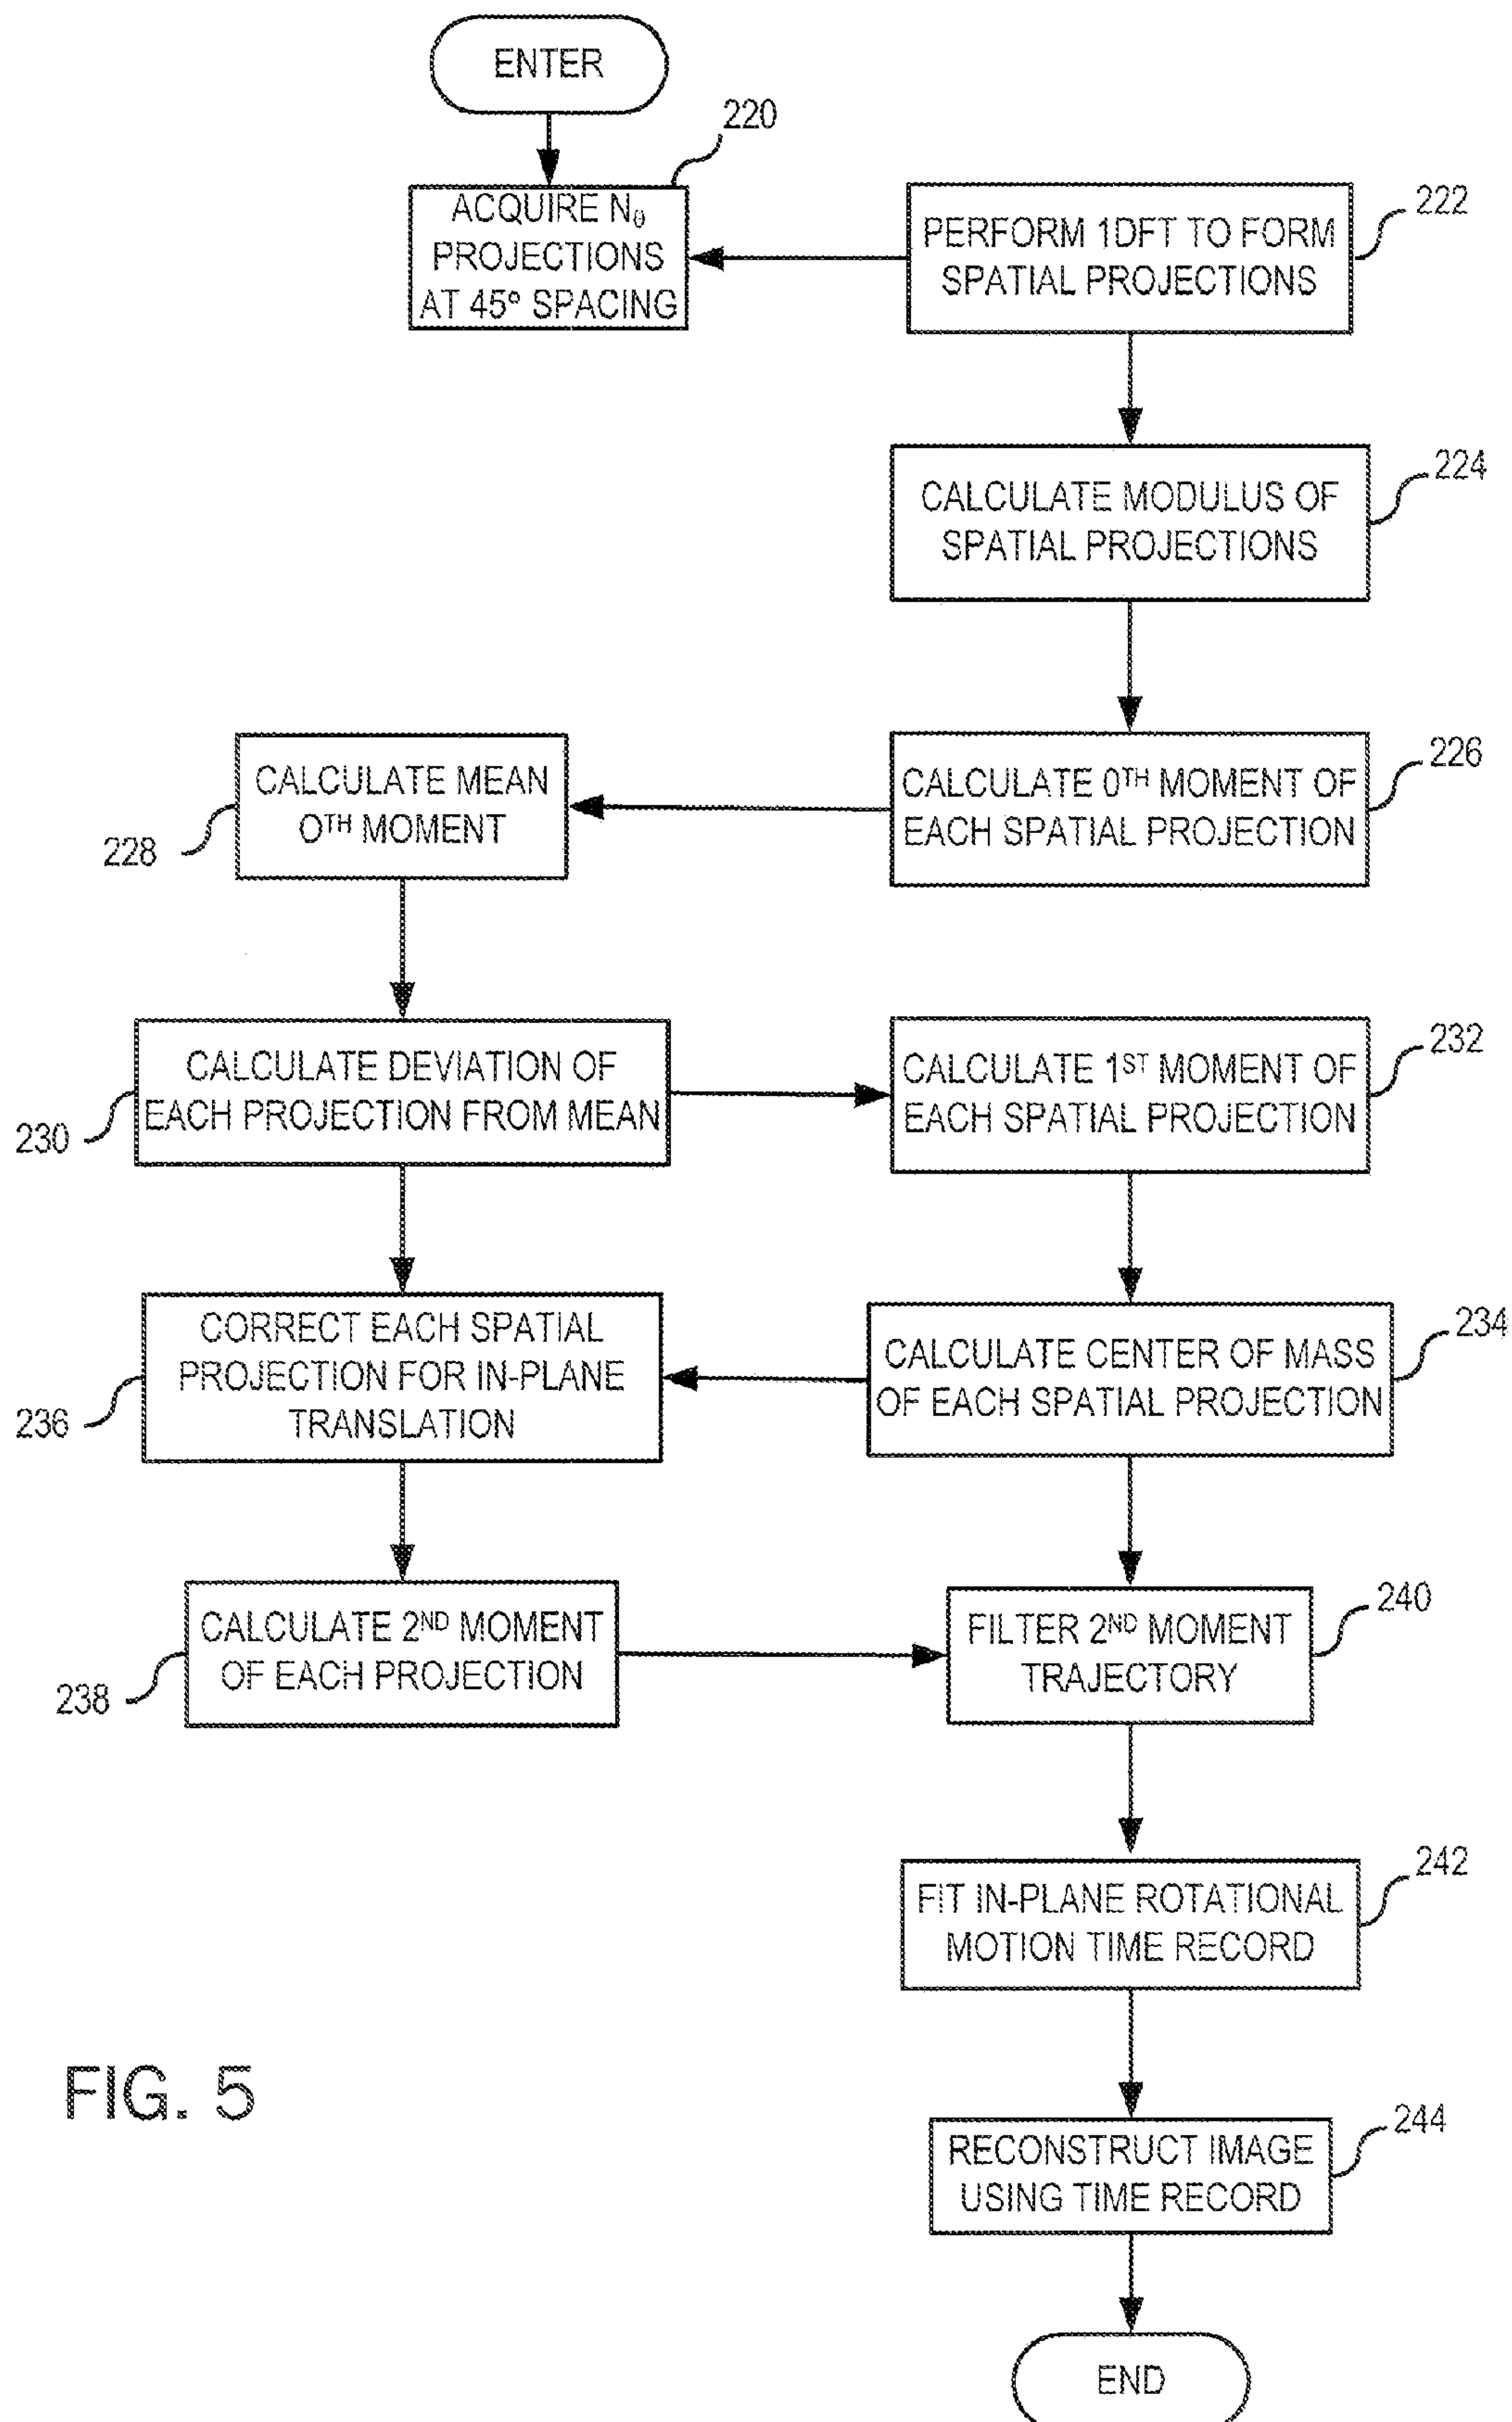 ENTER
220
ACQUIRE Nθ
PROJECTIONS
AT 45° SPACING
PERFORM 1DFT TO FORM
SPATIAL PROJECTIONS
222
CALCULATE MODULUS OF
SPATIAL PROJECTIONS
224
CALCULATE 0TH MOMENT OF
EACH SPATIAL PROJECTION
226
CALCULATE MEAN
OTH MOMENT
228
CALCULATE DEVIATION OF
EACH PROJECTION FROM MEAN
230
CALCULATE 1ST MOMENT OF
EACH SPATIAL PROJECTION
232
CALCULATE CENTER OF MASS
OF EACH SPATIAL PROJECTION
234
CORRECT EACH SPATIAL
PROJECTION FOR IN-PLANE
TRANSLATION
236
CALCULATE 2ND MOMENT
OF EACH PROJECTION
238
FILTER 2ND MOMENT
TRAJECTORY
240
FIT IN-PLANE ROTATIONAL
MOTION TIME RECORD
242
RECONSTRUCT IMAGE
USING TIME RECORD
244
END
FIG. 5